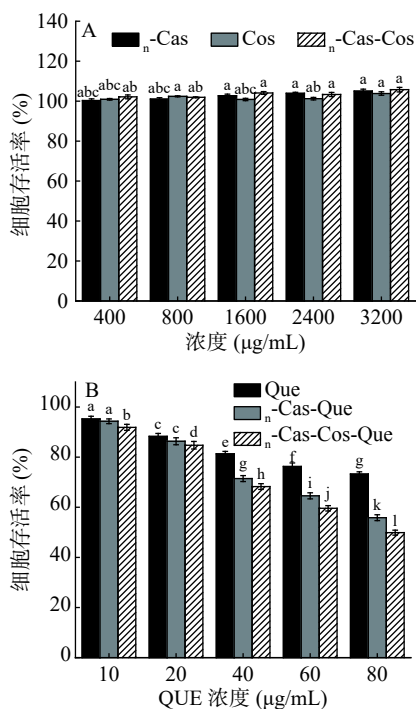 A
ₙ-Cas Cos ₙ-Cas-Cos
细胞存活率 (%)
140
120
100
80
60
40
20
0
abc abc ab abc a ab a abc a a ab a a a a
400 800 1600 2400 3200
浓度 (μg/mL)
B
Que
ₙ-Cas-Que
ₙ-Cas-Cos-Que
细胞存活率 (%)
100
80
60
40
20
0
a a b c c d e g h f i j g k l
10 20 40 60 80
QUE 浓度 (μg/mL)